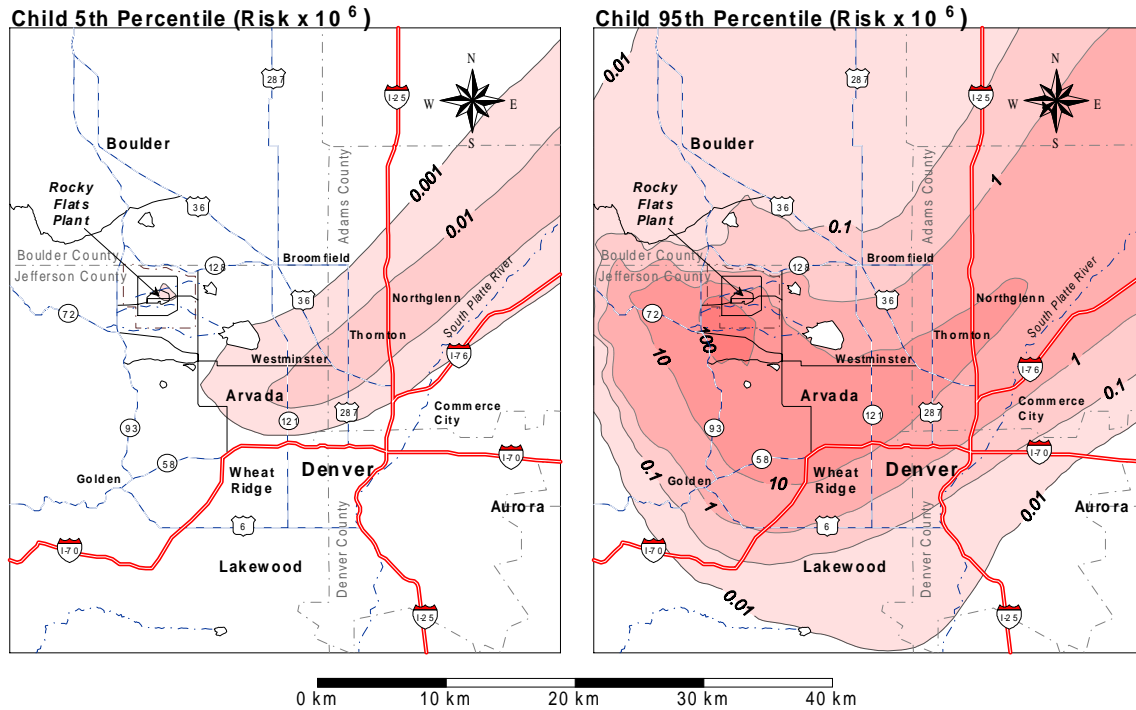 Child 5th Percentile (Risk x 10 6 )
N
W E
S
287
I-25
Boulder
Rocky
Flats
Plant
36
0.001
0.01
Adams County
Boulder County
Jefferson County
128
Broomfield
72
36
Northglenn
South Platte River
Thornton
Westminster
I-76
Arvada
93
121
287
Commerce
City
58
Golden
Wheat
Ridge
Denver
I-70
Aurora
6
I-70
Lakewood
Denver County
I-25
Child 95th Percentile (Risk x 10 6 )
0.01
N
W E
S
287
I-25
Boulder
Rocky
Flats
Plant
36
0.1
1
Adams County
Boulder County
Jefferson County
128
Broomfield
72
36
Northglenn
South Platte River
100
10
Thornton
Westminster
I-76
1
0.1
Arvada
93
121
287
Commerce
City
58
0.1
Golden
Wheat
Ridge
Denver
I-70
10
1
0.01
Aurora
6
I-70
Lakewood
Denver County
0.01
I-25
0 km 10 km 20 km 30 km 40 km